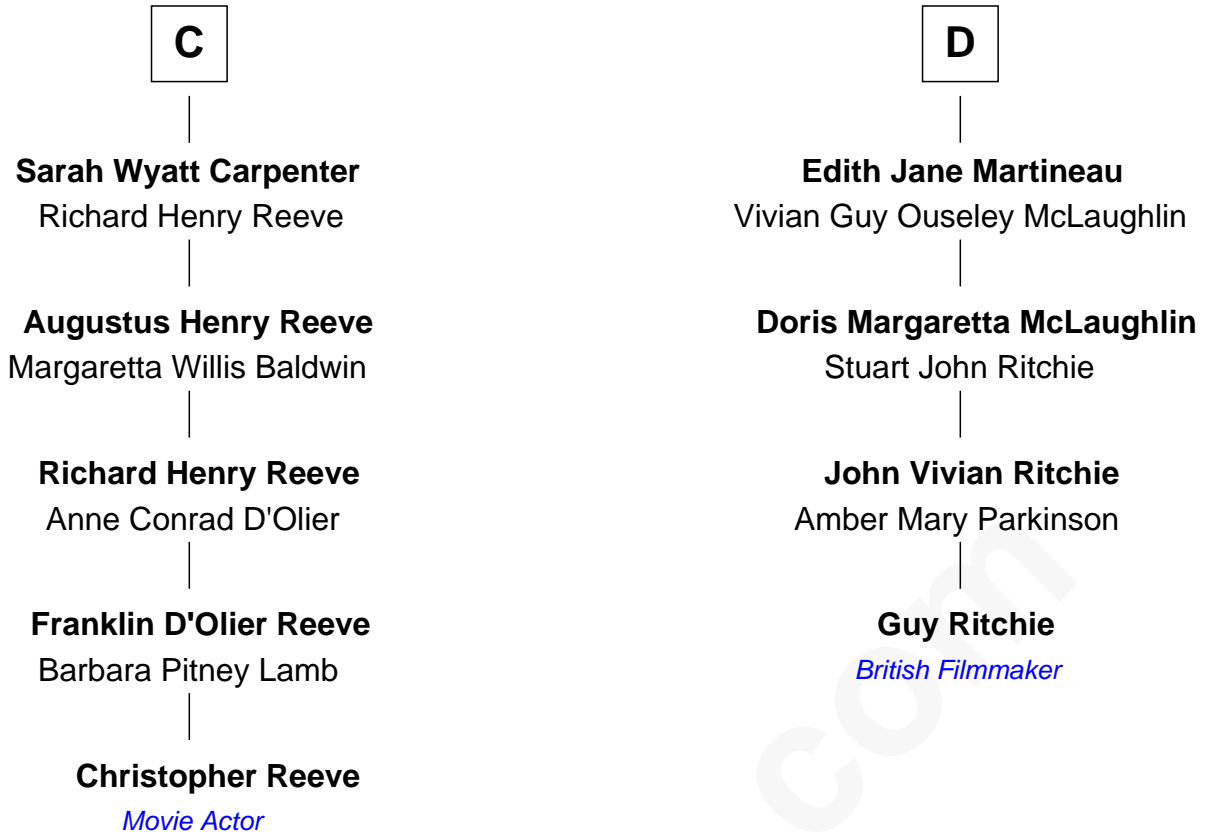 C
Sarah Wyatt Carpenter
Richard Henry Reeve
Augustus Henry Reeve
Margaretta Willis Baldwin
Richard Henry Reeve
Anne Conrad D'Olier
Franklin D'Olier Reeve
Barbara Pitney Lamb
Christopher Reeve
Movie Actor
D
Edith Jane Martineau
Vivian Guy Ouseley McLaughlin
Doris Margaretta McLaughlin
Stuart John Ritchie
John Vivian Ritchie
Amber Mary Parkinson
Guy Ritchie
British Filmmaker
com